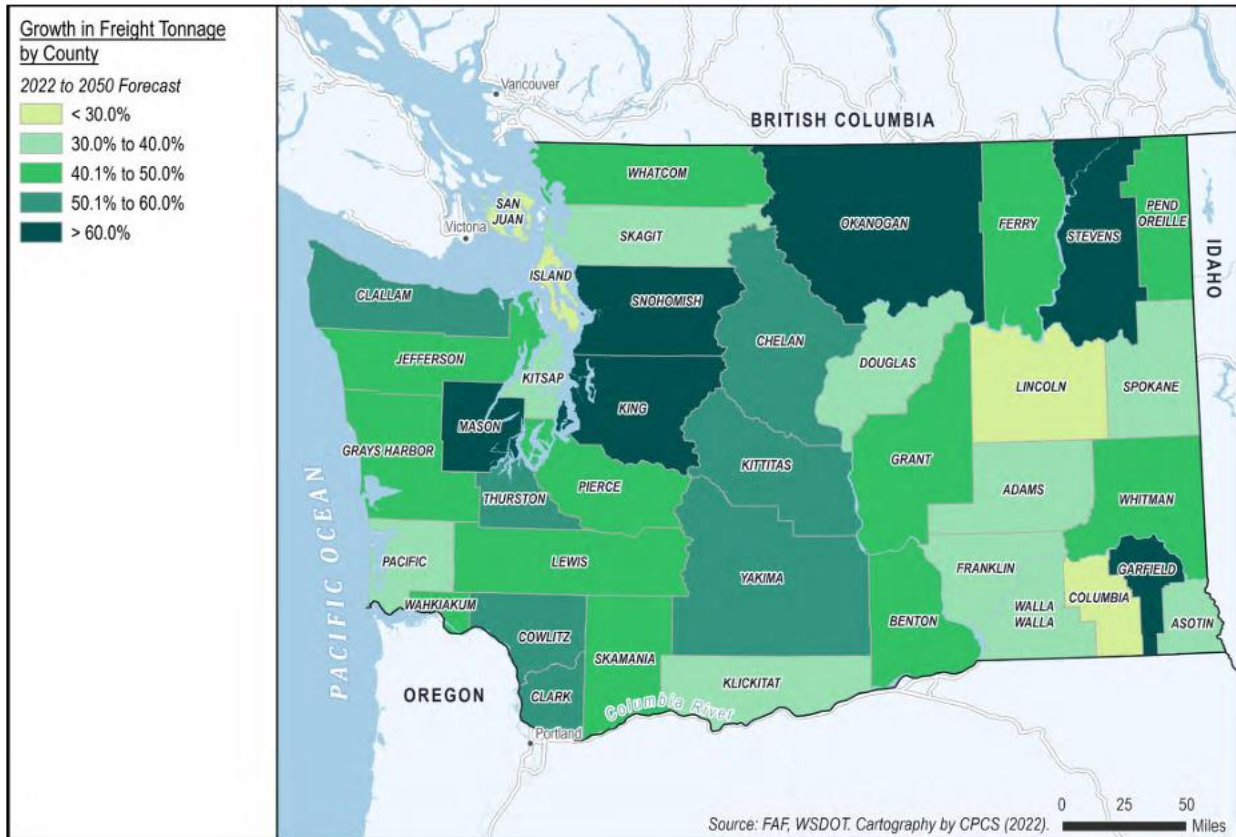 Growth in Freight Tonnage
by County
2022 to 2050 Forecast
< 30.0%
30.0% to 40.0%
40.1% to 50.0%
50.1% to 60.0%
> 60.0%
Vancouver
BRITISH COLUMBIA
WHATCOM
SAN
JUAN
Victoria
SKAGIT
OKANOGAN
FERRY
STEVENS
PEND
OREILLE
IDAHO
ISLAND
CLALLAM
SNOHOMISH
CHELAN
JEFFERSON
DOUGLAS
KITSAP
LINCOLN
SPOKANE
KING
MASON
GRAYS HARBOR
KITTITAS
GRANT
THURSTON
PIERCE
ADAMS
WHITMAN
PACIFIC OCEAN
PACIFIC
LEWIS
YAKIMA
FRANKLIN
GARFIELD
COLUMBIA
WAHKIAKUM
WALLA
WALLA
BENTON
ASOTIN
COWLITZ
SKAMANIA
KLICKITAT
OREGON
CLARK
Columbia River
Portland
0 25 50
Miles
Source: FAF, WSDOT. Cartography by CPCS (2022).